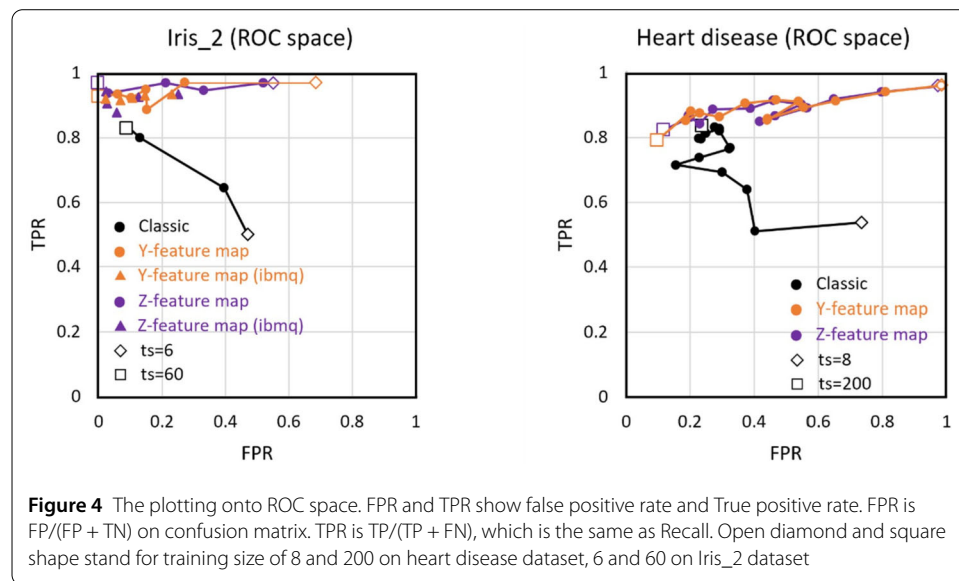 Iris_2 (ROC space)
1
0.8
0.6
0.4
0.2
0
TPR
0
0.2
0.4
0.6
0.8
1
FPR
Classic
Y-feature map
Y-feature map (ibmq)
Z-feature map
Z-feature map (ibmq)
ts=6
ts=60
Heart disease (ROC space)
1
0.8
0.6
0.4
0.2
0
TPR
0
0.2
0.4
0.6
0.8
1
FPR
Classic
Y-feature map
Z-feature map
ts=8
ts=200
Figure 4 The plotting onto ROC space. FPR and TPR show false positive rate and True positive rate. FPR is
FP/(FP + TN) on confusion matrix. TPR is TP/(TP + FN), which is the same as Recall. Open diamond and square
shape stand for training size of 8 and 200 on heart disease dataset, 6 and 60 on Iris_2 dataset